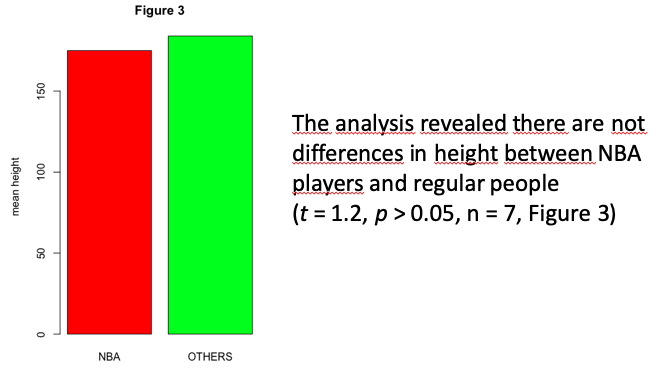 Figure 3
mean height
150
100
50
0
NBA
OTHERS
The analysis revealed there are not
differences in height between NBA
players and regular people
(t = 1.2, p > 0.05, n = 7, Figure 3)